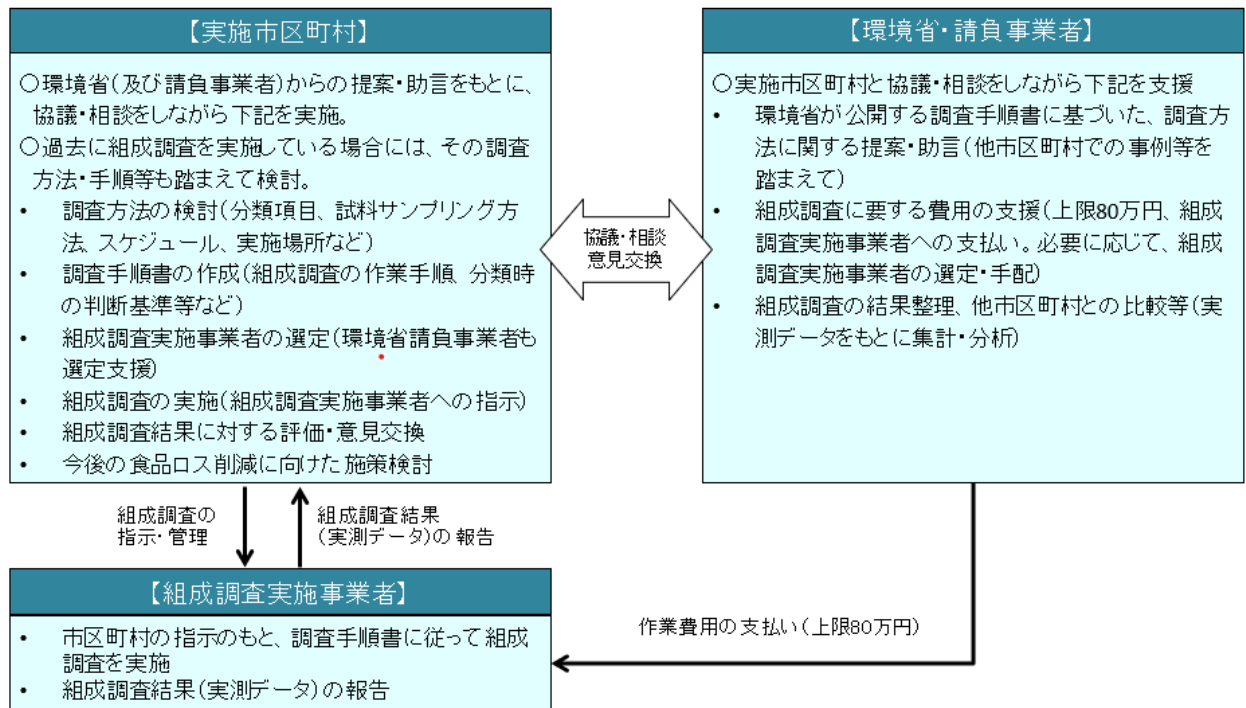 【実施市区町村】
○環境省(及び請負事業者)からの提案・助言をもとに、
協議・相談をしながら下記を実施。
○過去に組成調査を実施している場合には、その調査
方法・手順等も踏まえて検討。
• 調査方法の検討(分類項目、試料サンプリング方
法、スケジュール、実施場所など)
• 調査手順書の作成(組成調査の作業手順、分類時
の判断基準等など)
• 組成調査実施事業者の選定(環境省請負事業者も
選定支援)
• 組成調査の実施(組成調査実施事業者への指示)
• 組成調査結果に対する評価・意見交換
• 今後の食品ロス削減に向けた施策検討
協議・相談
意見交換
【環境省・請負事業者】
○実施市区町村と協議・相談をしながら下記を支援
• 環境省が公開する調査手順書に基づいた、調査方
法に関する提案・助言(他市区町村での事例等を
踏まえて)
• 組成調査に要する費用の支援(上限80万円、組成
調査実施事業者への支払い。必要に応じて、組成
調査実施事業者の選定・手配)
• 組成調査の結果整理、他市区町村との比較等(実
測データをもとに集計・分析)
組成調査の
指示・管理
組成調査結果
(実測データ)の報告
【組成調査実施事業者】
• 市区町村の指示のもと、調査手順書に従って組成
調査を実施
• 組成調査結果(実測データ)の報告
作業費用の支払い(上限80万円)